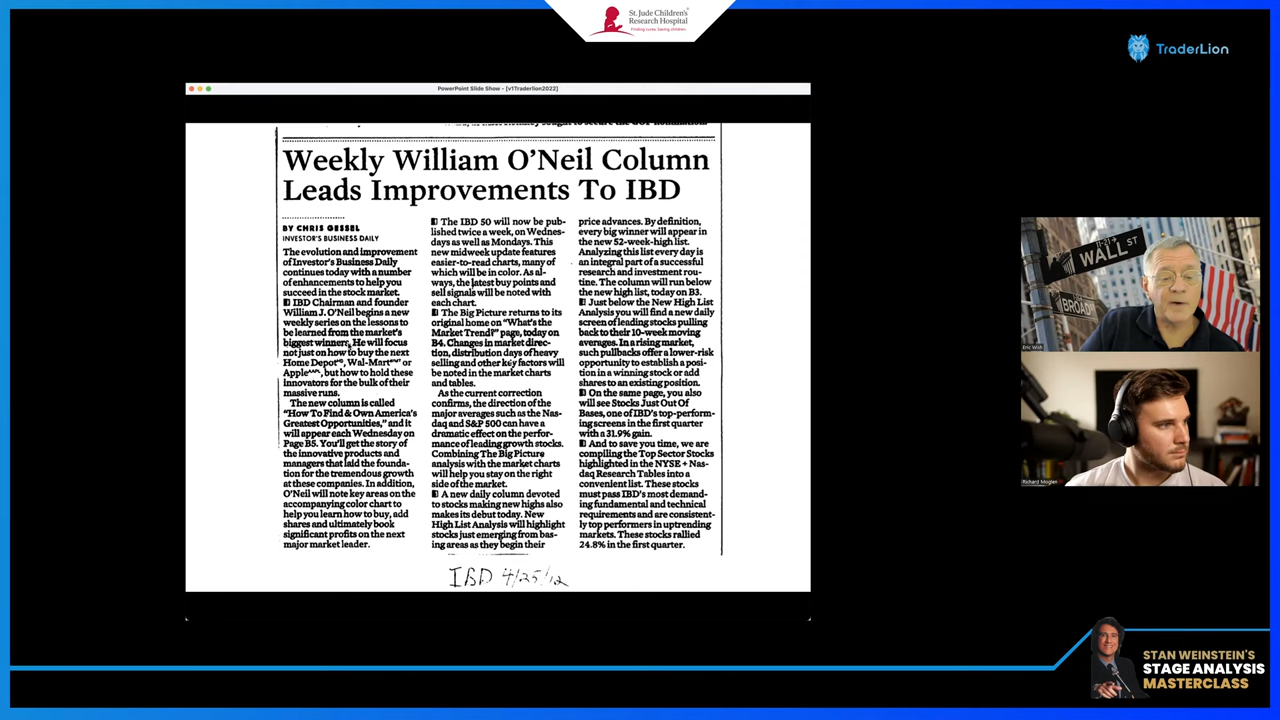 St. Jude Children's
Research Hospital
Finding cures. Saving children.
TraderLion
PowerPoint Slide Show - [v1Traderlion2022]
Weekly William O'Neil Column
Leads Improvements To IBD
BY CHRIS GESSEL
INVESTOR'S BUSINESS DAILY
The evolution and improvement
of Investor's Business Daily
continues today with a number
of enhancements to help you
succeed in the stock market.
IBD Chairman and founder
William J. O'Neil begins a new
weekly series on the lessons to
be learned from the market's
biggest winners. He will focus
not just on how to buy the next
Home Depot, Wal-Mart or
Apple, but how to hold these
innovators for the bulk of their
massive runs.
The new column is called
"How To Find & Own America's
Greatest Opportunities," and it
will appear each Wednesday on
Page B5. You'll get the story of
the innovative products and
managers that laid the founda-
tion for the tremendous growth
at these companies. In addition,
O'Neil will note key areas on the
accompanying color chart to
help you learn how to buy, add
shares and ultimately book
significant profits on the next
major market leader.
The IBD 50 will now be pub-
lished twice a week, on Wednes-
days as well as Mondays. This
new midweek update features
easier-to-read charts, many of
which will be in color. As al-
ways, the latest buy points and
sell signals will be noted with
each chart.
The Big Picture returns to its
original home on "What's the
Market Trend?" page, today on
B4. Changes in market direc-
tion, distribution days of heavy
selling and other key factors will
be noted in the market charts
and tables.
As the current correction
confirms, the direction of the
major averages such as the Nas-
daq and S&P 500 can have a
dramatic effect on the perfor-
mance of leading growth stocks.
Combining The Big Picture
analysis with the market charts
will help you stay on the right
side of the market.
A new daily column devoted
to stocks making new highs also
makes its debut today. New
High List Analysis will highlight
stocks just emerging from bas-
ing areas as they begin their
price advances. By definition,
every big winner will appear in
the new 52-week-high list.
Analyzing this list every day is
an integral part of a successful
research and investment rou-
tine. The column will run below
the new high list, today on B3.
Just below the New High List
Analysis you will find a new daily
screen of leading stocks pulling
back to their 10-week moving
averages. In a rising market,
such pullbacks offer a lower-risk
opportunity to establish a posi-
tion in a winning stock or add
shares to an existing position.
On the same page, you also
will see Stocks Just Out Of
Bases, one of IBD's top-perform-
ing screens in the first quarter
with a 31.9% gain.
And to save you time, we are
compiling the Top Sector Stocks
highlighted in the NYSE + Nas-
daq Research Tables into a
convenient list. These stocks
must pass IBD's most demand-
ing fundamental and technical
requirements and are consistent-
ly top performers in uptrending
markets. These stocks rallied
24.8% in the first quarter.
IBD 4/25/12
WALL ST
BROAD
Eric Wish
Richard Moglen
STAN WEINSTEIN'S
STAGE ANALYSIS
MASTERCLASS